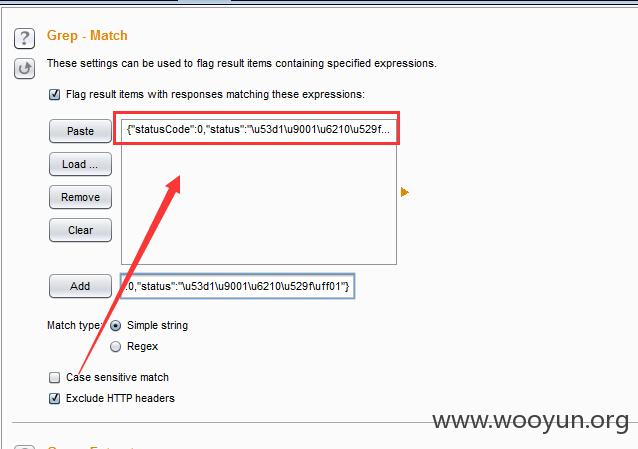 Grep - Match
These settings can be used to flag result items containing specified expressions.
Flag result items with responses matching these expressions:
Paste
{"statusCode":0,"status":"\u53d1\u9001\u6210\u529f...
Load ...
Remove
Clear
Add
:0,"status":"\u53d1\u9001\u6210\u529f\uff01"}
Match type:
Simple string
Regex
Case sensitive match
Exclude HTTP headers
www.wooyun.org